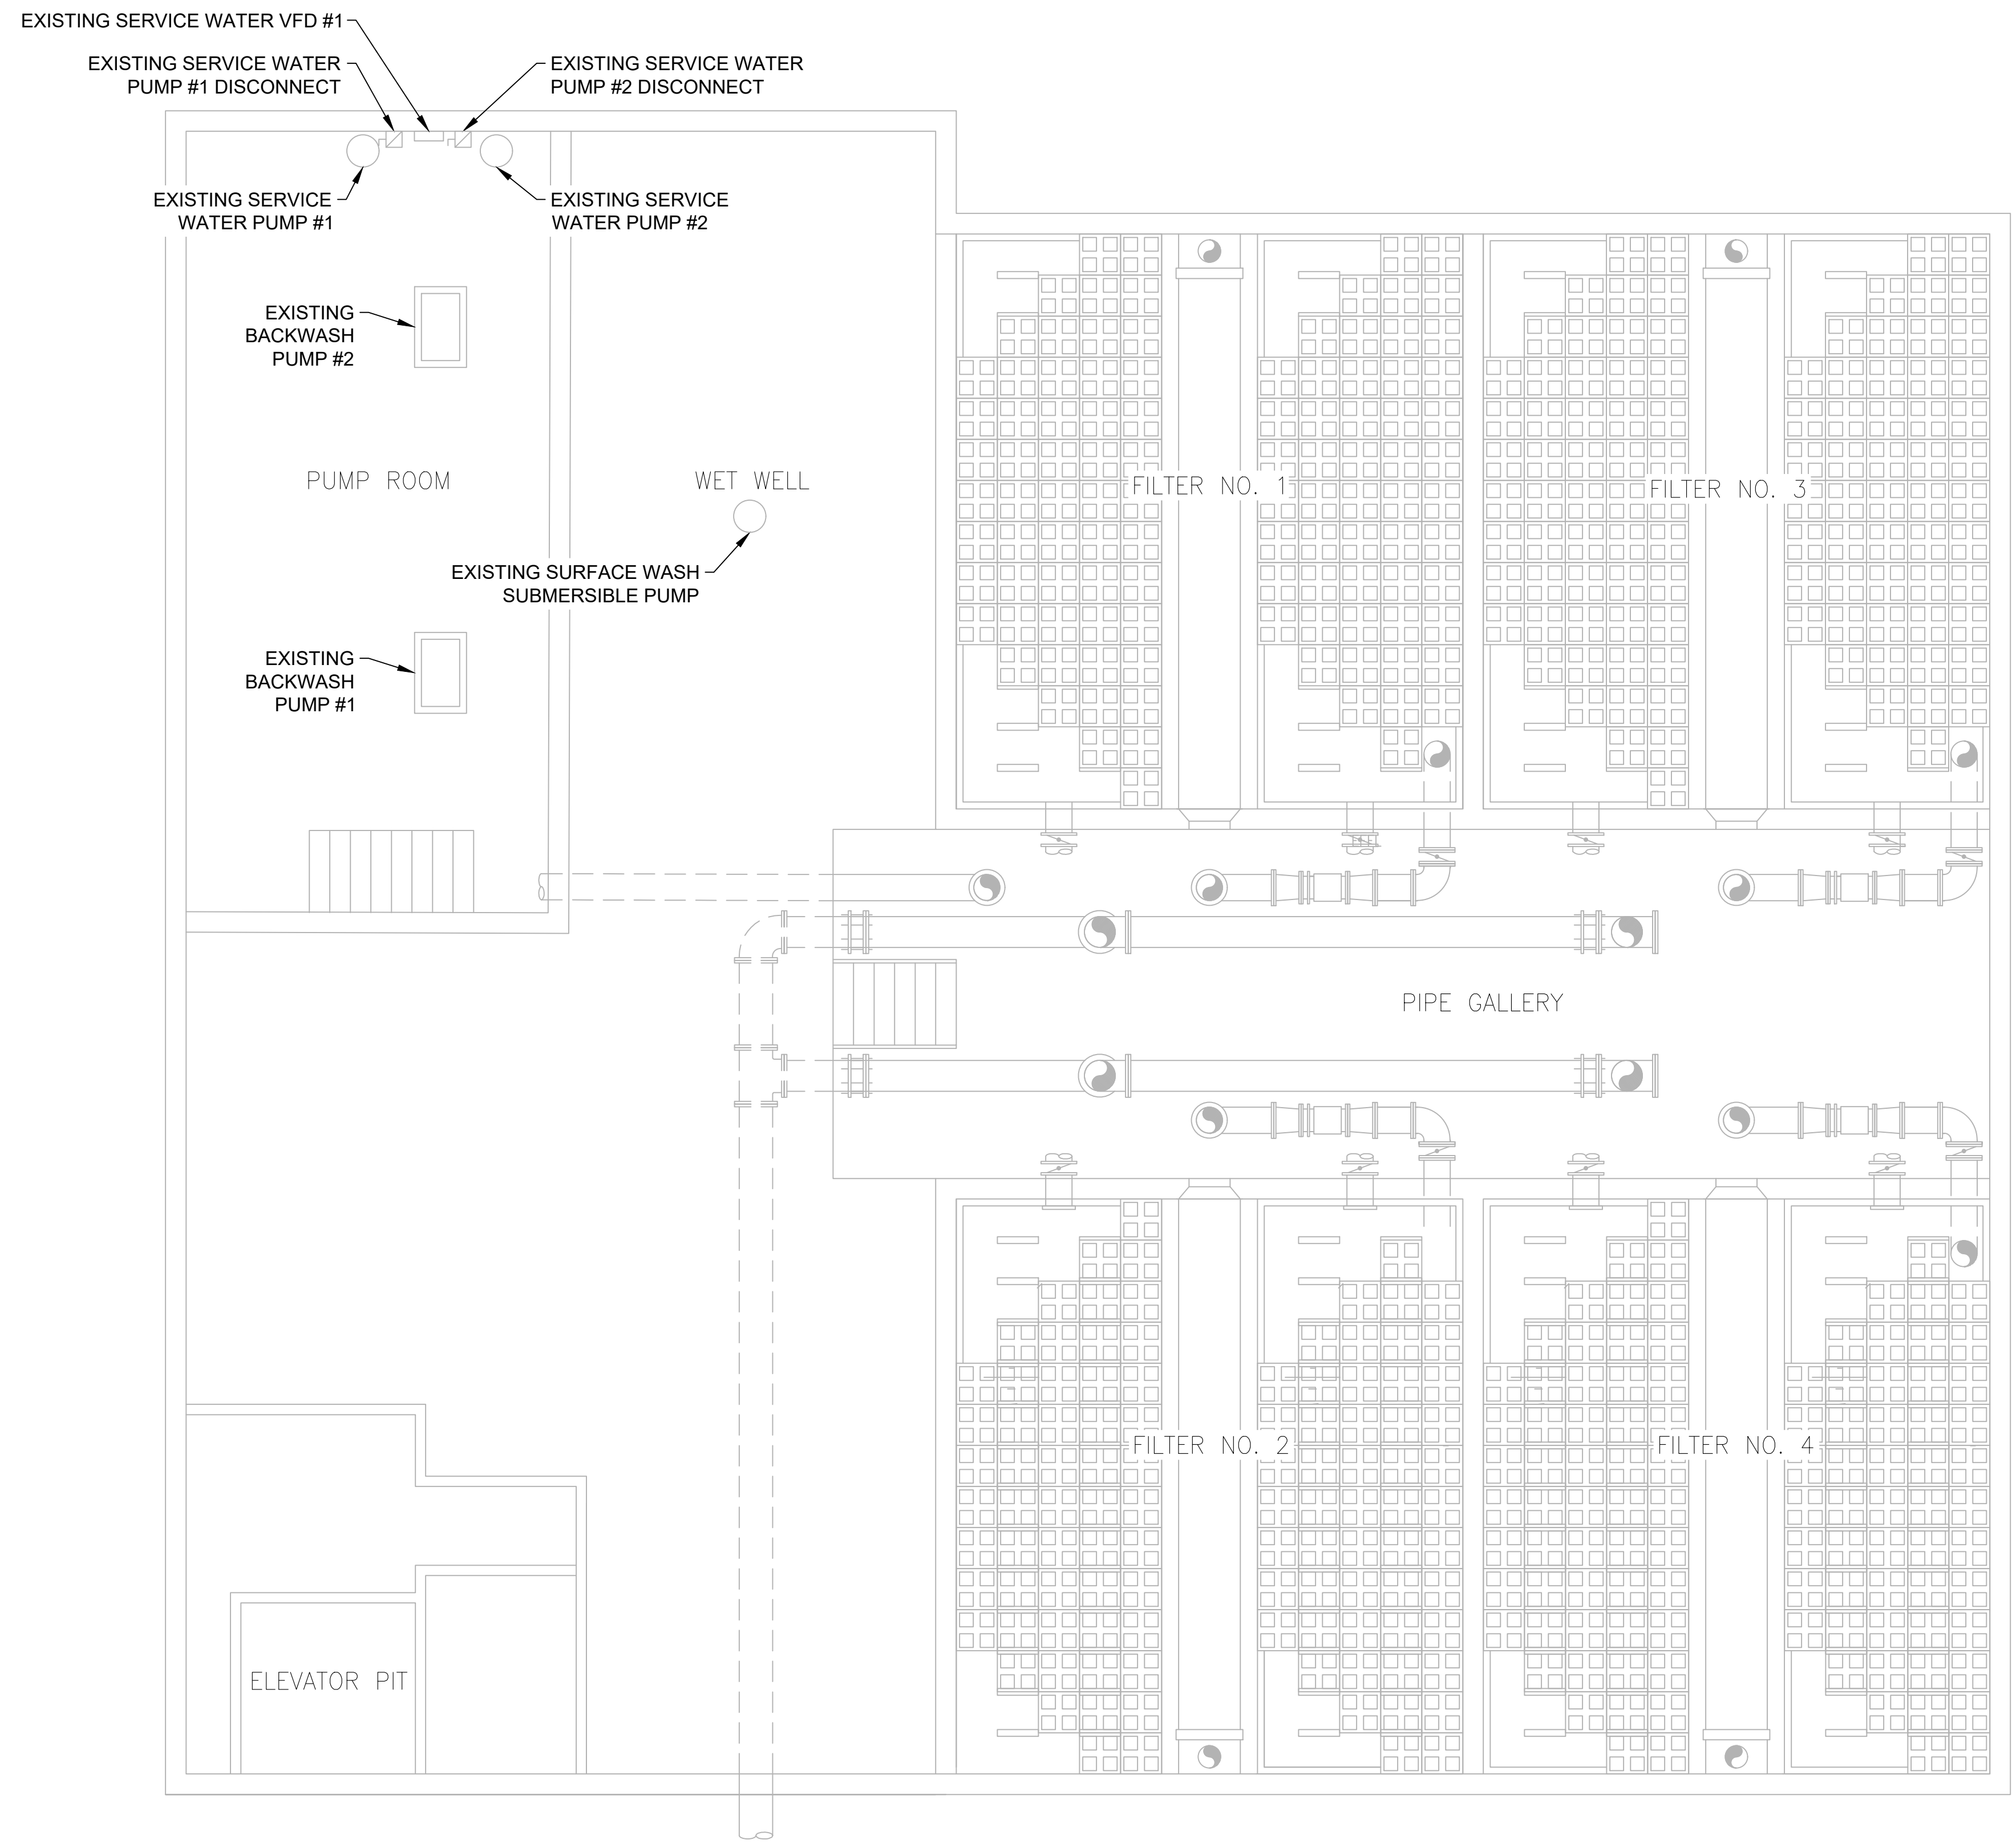 EXISTING SERVICE WATER VFD #1
EXISTING SERVICE WATER
PUMP #1 DISCONNECT
EXISTING SERVICE WATER
PUMP #2 DISCONNECT
EXISTING SERVICE
WATER PUMP #1
EXISTING SERVICE
WATER PUMP #2
EXISTING
BACKWASH
PUMP #2
PUMP ROOM
WET WELL
FILTER NO. 1
FILTER NO. 3
EXISTING SURFACE WASH
SUBMERSIBLE PUMP
EXISTING
BACKWASH
PUMP #1
PIPE GALLERY
FILTER NO. 2
FILTER NO. 4
ELEVATOR PIT